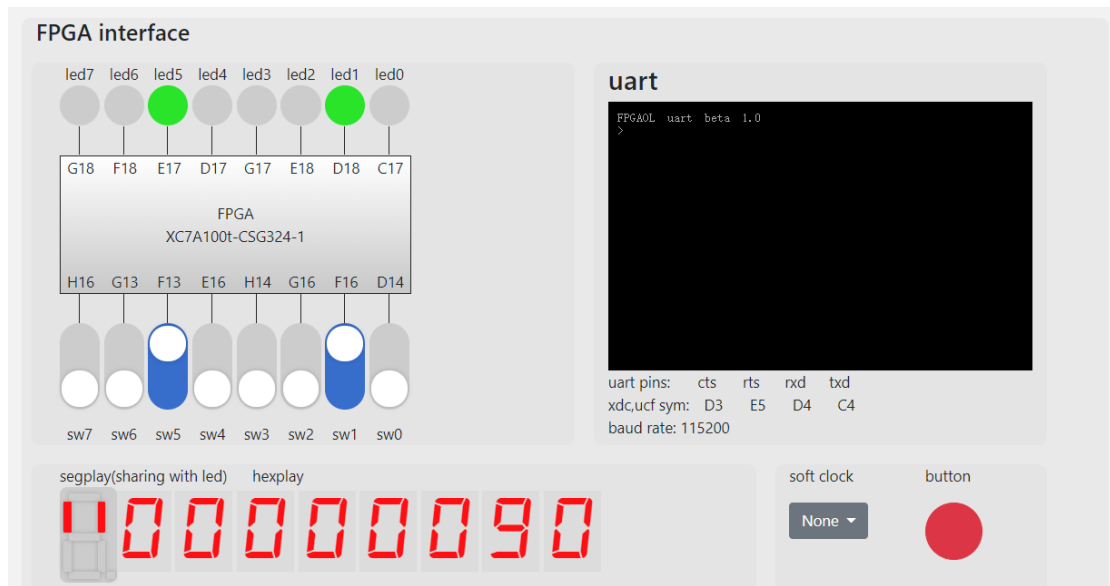 FPGA interface
led7 led6 led5 led4 led3 led2 led1 led0
G18 F18 E17 D17 G17 E18 D18 C17
FPGA
XC7A100t-CSG324-1
H16 G13 F13 E16 H14 G16 F16 D14
sw7 sw6 sw5 sw4 sw3 sw2 sw1 sw0
uart
FPGAOL uart beta 1.0
>
uart pins: cts rts rxd txd
xdc,ucf sym: D3 E5 D4 C4
baud rate: 115200
segplay(sharing with led) hexplay
00000090
soft clock button
None